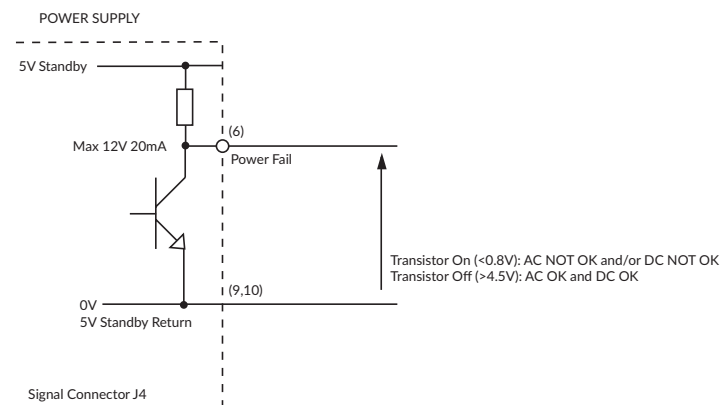 POWER SUPPLY
5V Standby
(6)
Max 12V 20mA
Power Fail
Transistor On (<0.8V): AC NOT OK and/or DC NOT OK
Transistor Off (>4.5V): AC OK and DC OK
(9,10)
0V
5V Standby Return
Signal Connector J4